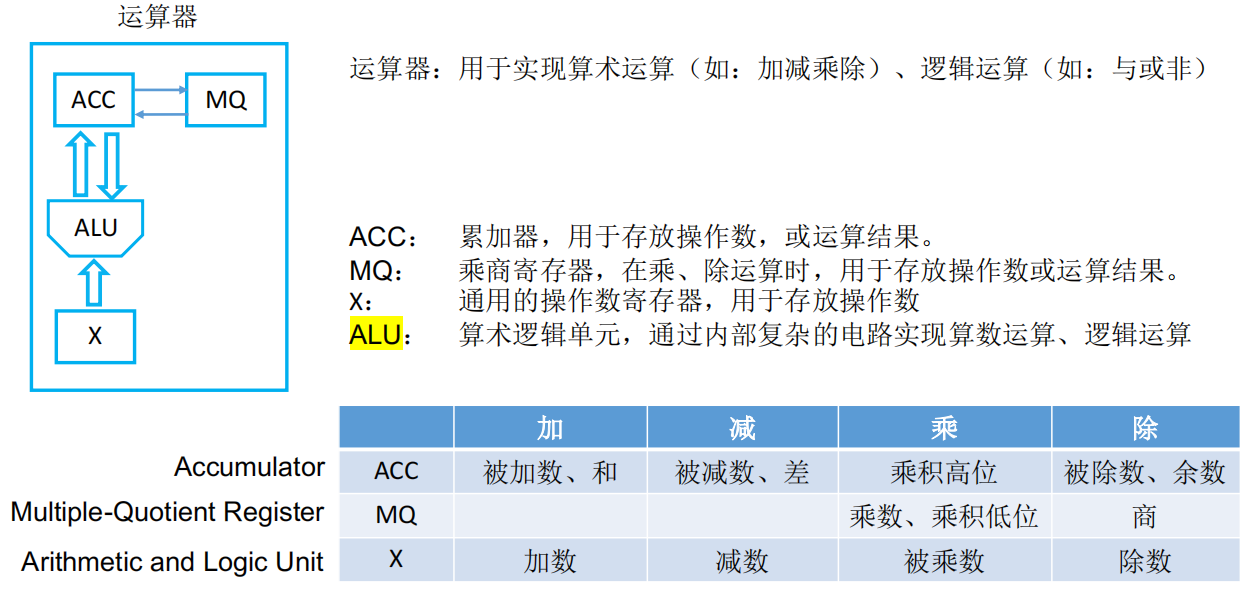 运算器
ACC
MQ
ALU
X
运算器：用于实现算术运算（如：加减乘除）、逻辑运算（如：与或非）
ACC： 累加器，用于存放操作数，或运算结果。
MQ： 乘商寄存器，在乘、除运算时，用于存放操作数或运算结果。
X： 通用的操作数寄存器，用于存放操作数
ALU： 算术逻辑单元，通过内部复杂的电路实现算数运算、逻辑运算
加 减 乘 除
Accumulator ACC 被加数、和 被减数、差 乘积高位 被除数、余数
Multiple-Quotient Register MQ 乘数、乘积低位 商
Arithmetic and Logic Unit X 加数 减数 被乘数 除数